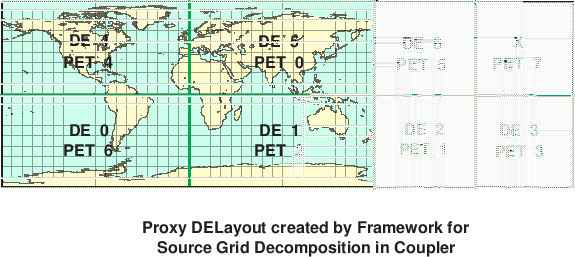 DE 4 DE 5 DE 6 X
PET 4 PET 0 PET 5 PET 7
DE 0 DE 1 DE 2 DE 3
PET 6 PET 2 PET 1 PET 3
Proxy DELayout created by Framework for
Source Grid Decomposition in Coupler